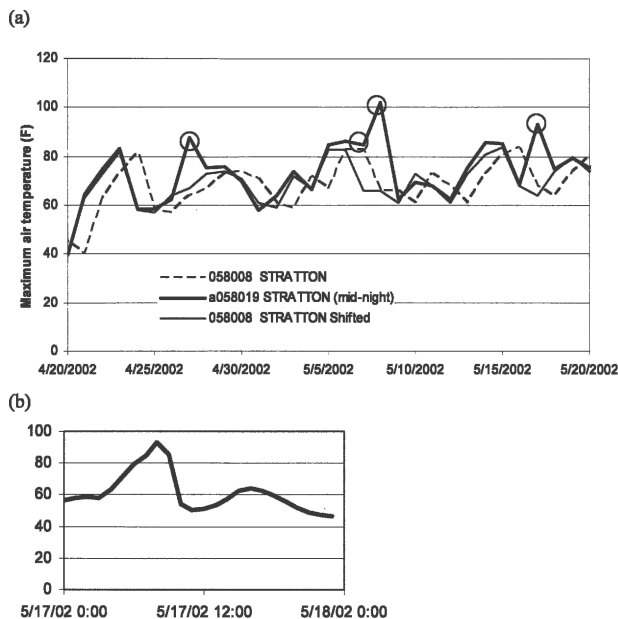 (a)
120
100
80
60
40
20
0
Maximum air temperature (F)
058008 STRATTON
a058019 STRATTON (mid-night)
058008 STRATTON Shifted
4/20/2002 4/25/2002 4/30/2002 5/5/2002 5/10/2002 5/15/2002 5/20/2002
(b)
100
80
60
40
20
0
5/17/02 0:00 5/17/02 12:00 5/18/02 0:00